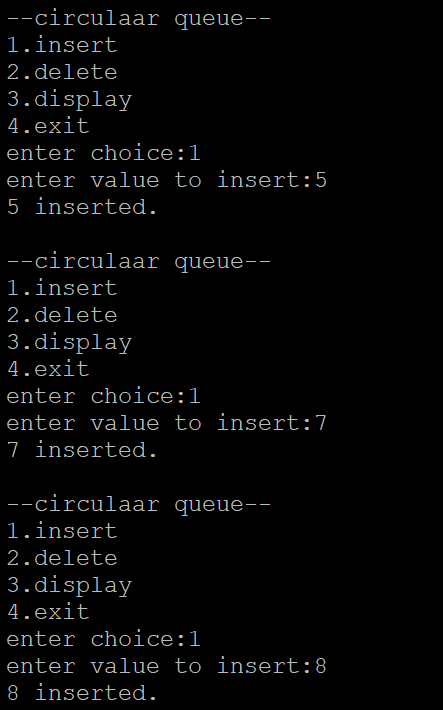 --circulaar queue--
1.insert
2.delete
3.display
4.exit
enter choice:1
enter value to insert:5
5 inserted.

--circulaar queue--
1.insert
2.delete
3.display
4.exit
enter choice:1
enter value to insert:7
7 inserted.

--circulaar queue--
1.insert
2.delete
3.display
4.exit
enter choice:1
enter value to insert:8
8 inserted.